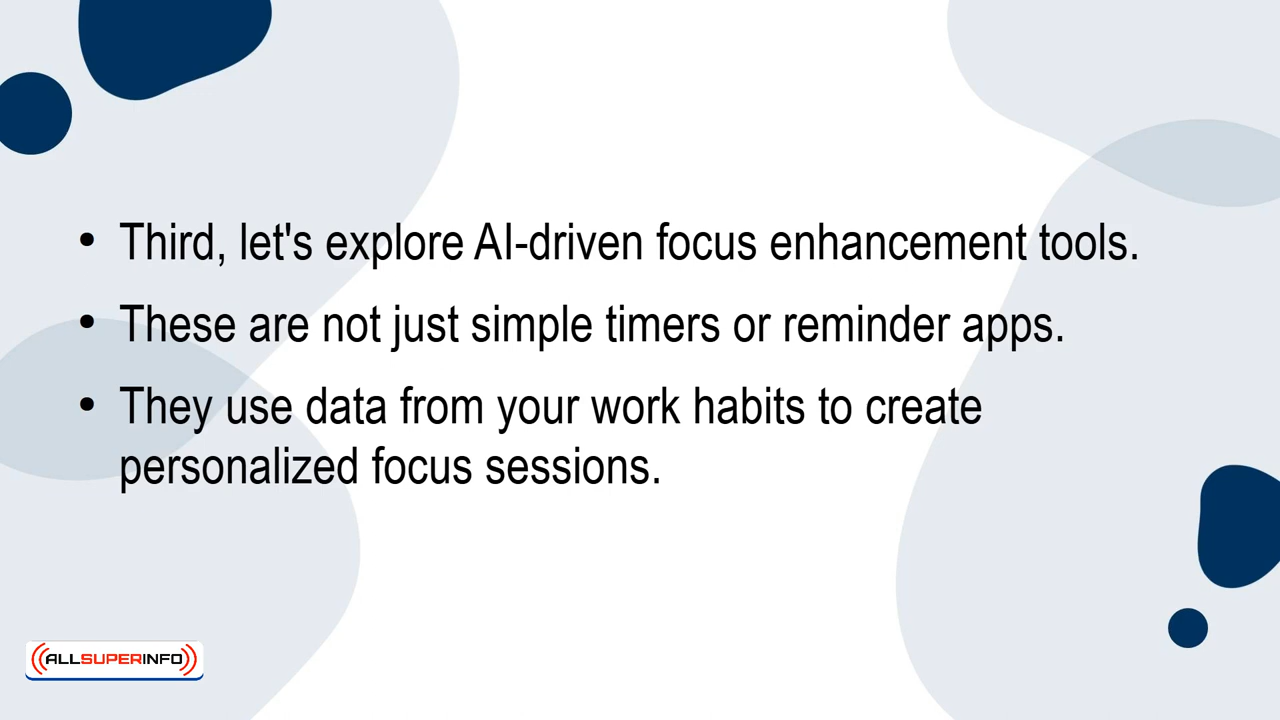 • Third, let's explore AI-driven focus enhancement tools.
• These are not just simple timers or reminder apps.
• They use data from your work habits to create
personalized focus sessions.
ALLSUPERINFO